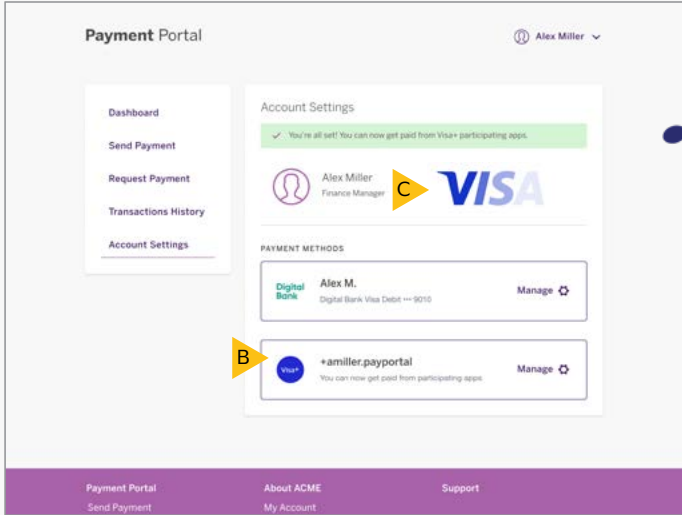 Payment Portal
Alex Miller
Dashboard
Send Payment
Request Payment
Transactions History
Account Settings
Account Settings
You're all set! You can now get paid from Visa+ participating apps.
Alex Miller
Finance Manager
C
VISA
PAYMENT METHODS
Digital Bank
Alex M.
Digital Bank Visa Debit ••• 9010
Manage
B
Visa+
+amiller.payportal
You can now get paid from participating apps
Manage
Payment Portal
About ACME
Support
Send Payment
My Account